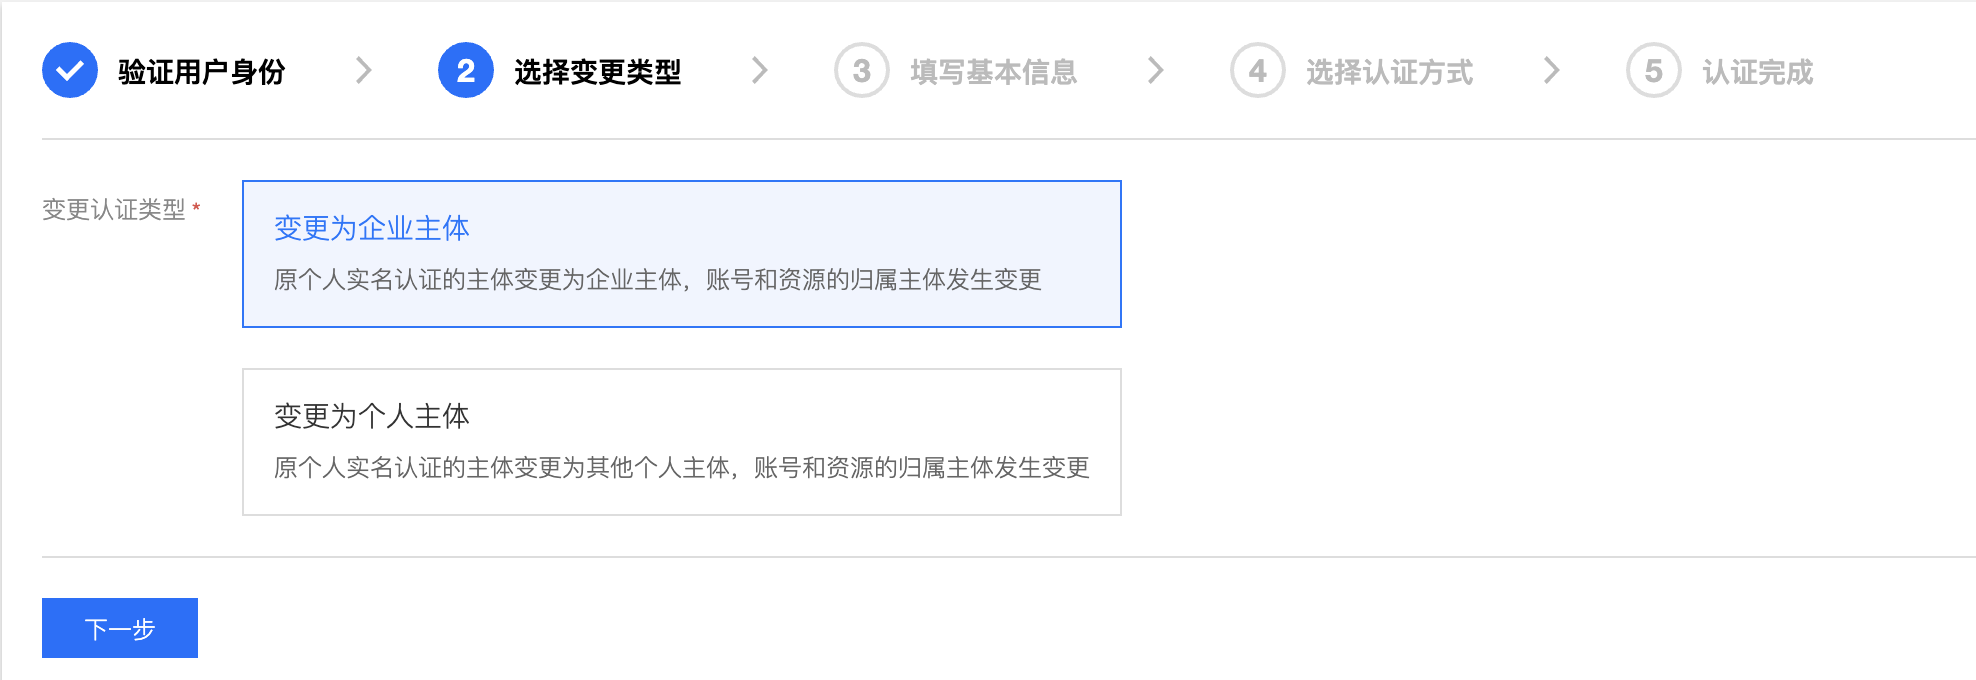 验证用户身份 2 选择变更类型 3 填写基本信息 4 选择认证方式 5 认证完成
变更认证类型 *
变更为企业主体
原个人实名认证的主体变更为企业主体，账号和资源的归属主体发生变更
变更为个人主体
原个人实名认证的主体变更为其他个人主体，账号和资源的归属主体发生变更
下一步